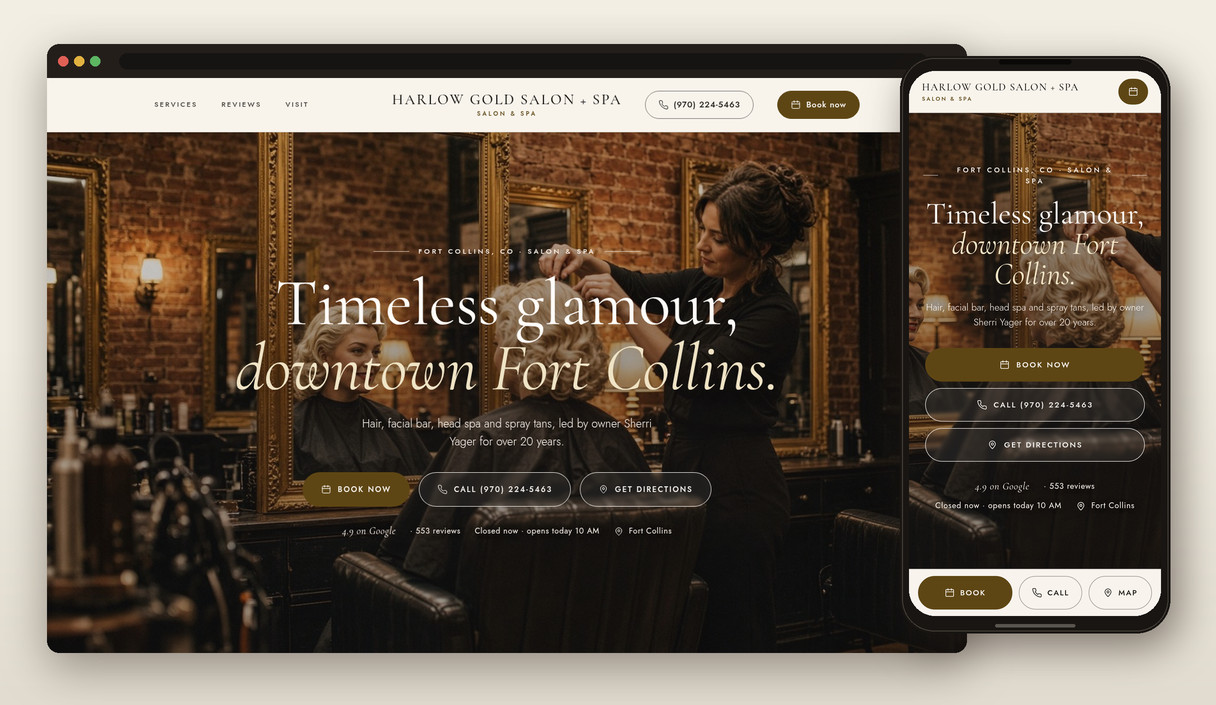 SERVICES REVIEWS VISIT
HARLOW GOLD SALON + SPA
SALON & SPA
(970) 224-5463
Book now
FORT COLLINS, CO · SALON & SPA
Timeless glamour,
downtown Fort Collins.
Hair, facial bar, head spa and spray tans, led by owner Sherri
Yager for over 20 years.
BOOK NOW
CALL (970) 224-5463
GET DIRECTIONS
4.9 on Google · 553 reviews Closed now · opens today 10 AM Fort Collins
HARLOW GOLD SALON + SPA
SALON & SPA
FORT COLLINS, CO · SALON &
SPA
Timeless glamour,
downtown Fort
Collins.
Hair, facial bar, head spa and spray tans, led by owner
Sherri Yager for over 20 years.
BOOK NOW
CALL (970) 224-5463
GET DIRECTIONS
4.9 on Google · 553 reviews
Closed now · opens today 10 AM Fort Collins
BOOK CALL MAP